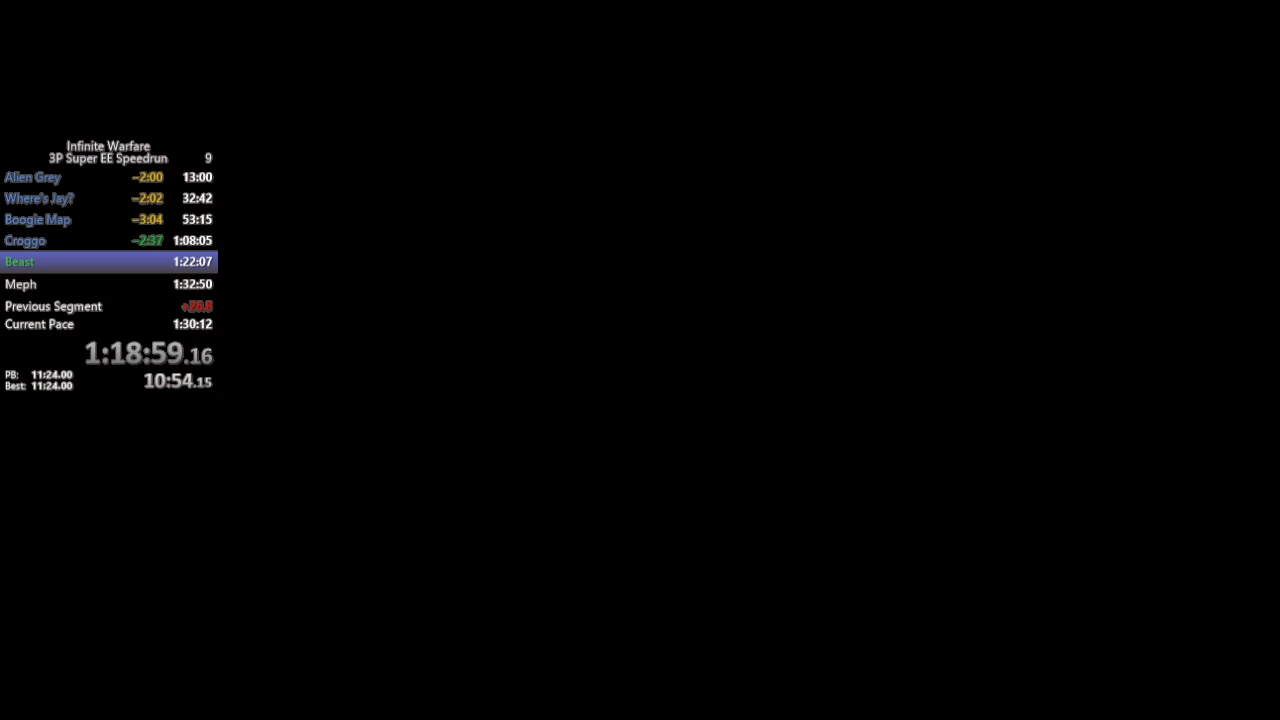 Infinite Warfare
3P Super EE Speedrun 9
Alien Grey −2:00 13:00
Where's Jay? −2:02 32:42
Boogie Map −3:04 53:15
Croggo −2:37 1:08:05
Beast 1:22:07
Meph 1:32:50
Previous Segment
Current Pace 1:30:12
1:18:59.16
PB: 11:24.00
Best: 11:24.00
10:54.15